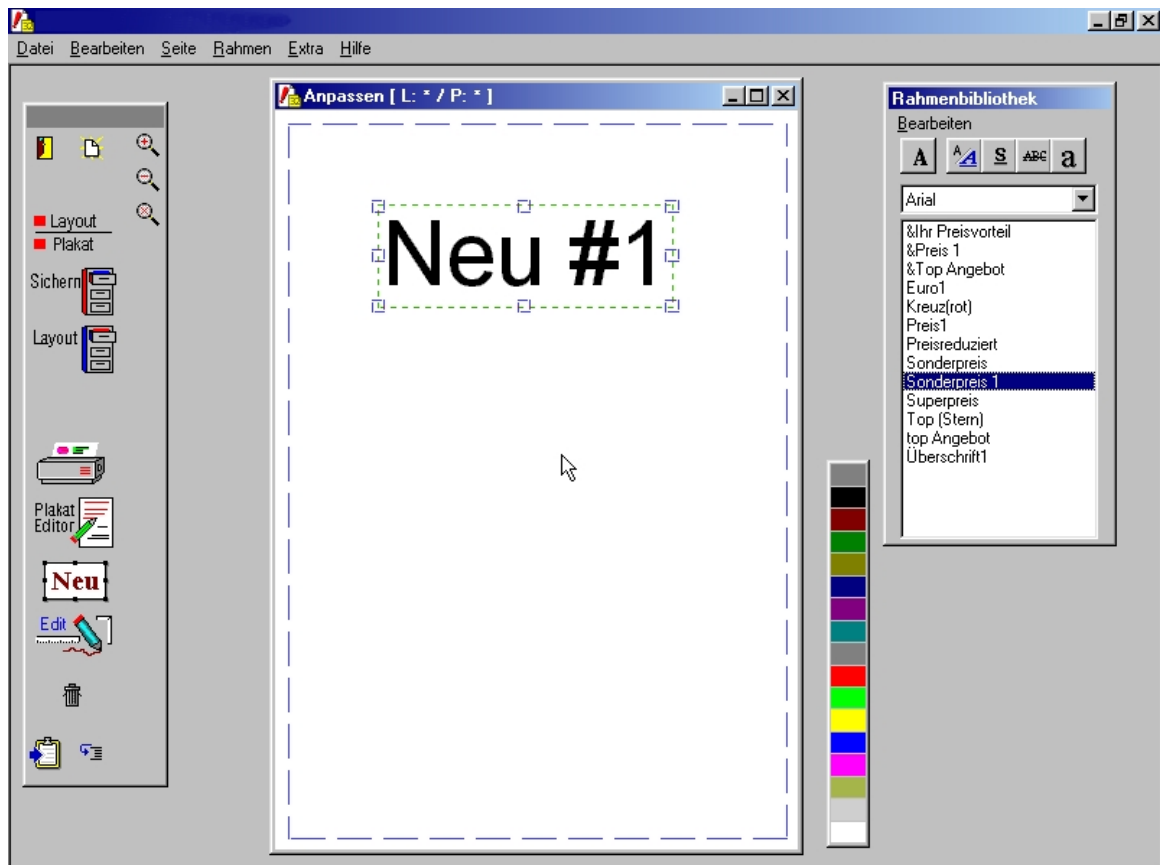 Datei Bearbeiten Seite Rahmen Extra Hilfe
Anpassen [ L: * / P: * ]
Neu #1
Layout
Plakat
Sichern
Layout
Plakat
Editor
Neu
Edit
Rahmenbibliothek
Bearbeiten
A A A S ABC a
Arial
&Ihr Preisvorteil
&Preis 1
&Top Angebot
Euro1
Kreuz(rot)
Preis1
Preisreduziert
Sonderpreis
Sonderpreis 1
Superpreis
Top (Stern)
top Angebot
Überschrift1